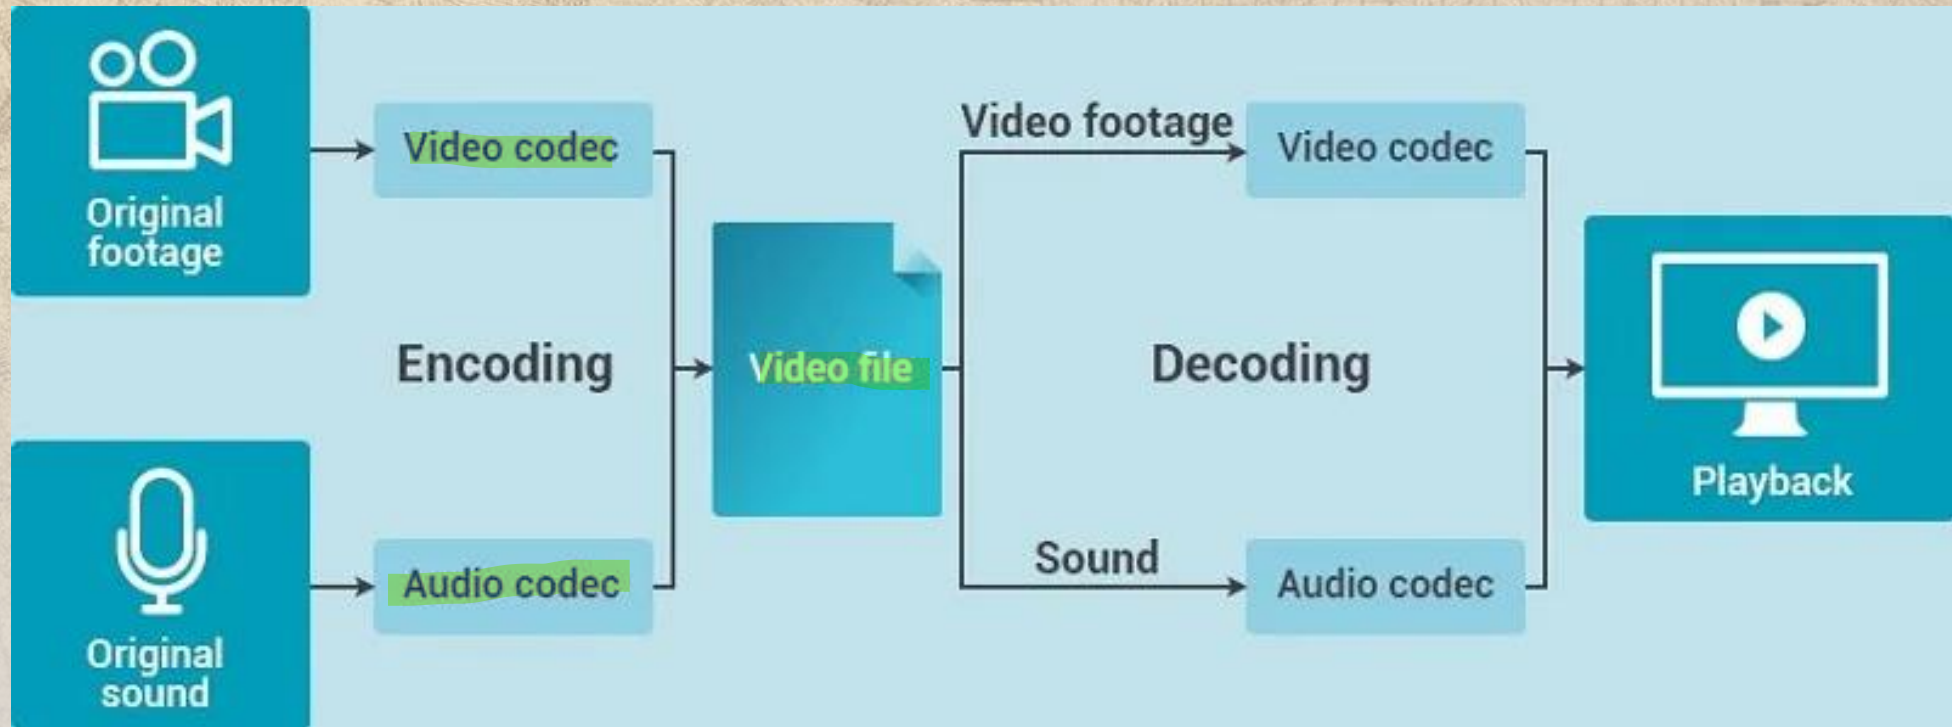 Original
footage
Video codec
Encoding
Audio codec
Original
sound
Video file
Video footage
Video codec
Decoding
Sound
Audio codec
Playback